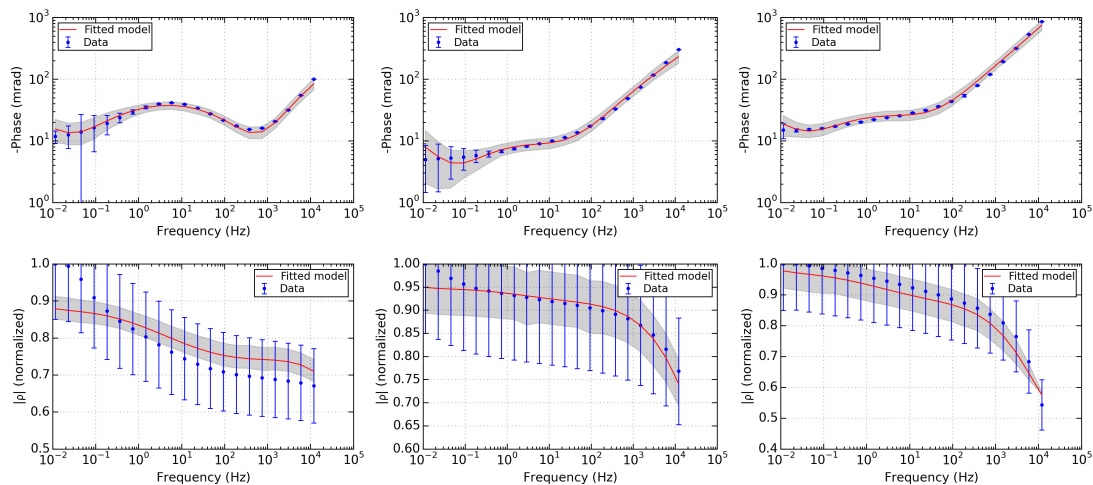 10³
10²
10¹
10⁰
-Phase (mrad)
Fitted model
Data
10⁻² 10⁻¹ 10⁰ 10¹ 10² 10³ 10⁴ 10⁵
Frequency (Hz)
10³
10²
10¹
10⁰
-Phase (mrad)
Fitted model
Data
10⁻² 10⁻¹ 10⁰ 10¹ 10² 10³ 10⁴ 10⁵
Frequency (Hz)
10³
10²
10¹
10⁰
-Phase (mrad)
Fitted model
Data
10⁻² 10⁻¹ 10⁰ 10¹ 10² 10³ 10⁴ 10⁵
Frequency (Hz)
1.0
0.9
0.8
0.7
0.6
0.5
|ρ| (normalized)
Fitted model
Data
10⁻² 10⁻¹ 10⁰ 10¹ 10² 10³ 10⁴ 10⁵
Frequency (Hz)
1.00
0.95
0.90
0.85
0.80
0.75
0.70
0.65
0.60
|ρ| (normalized)
Fitted model
Data
10⁻² 10⁻¹ 10⁰ 10¹ 10² 10³ 10⁴ 10⁵
Frequency (Hz)
1.0
0.9
0.8
0.7
0.6
0.5
0.4
|ρ| (normalized)
Fitted model
Data
10⁻² 10⁻¹ 10⁰ 10¹ 10² 10³ 10⁴ 10⁵
Frequency (Hz)